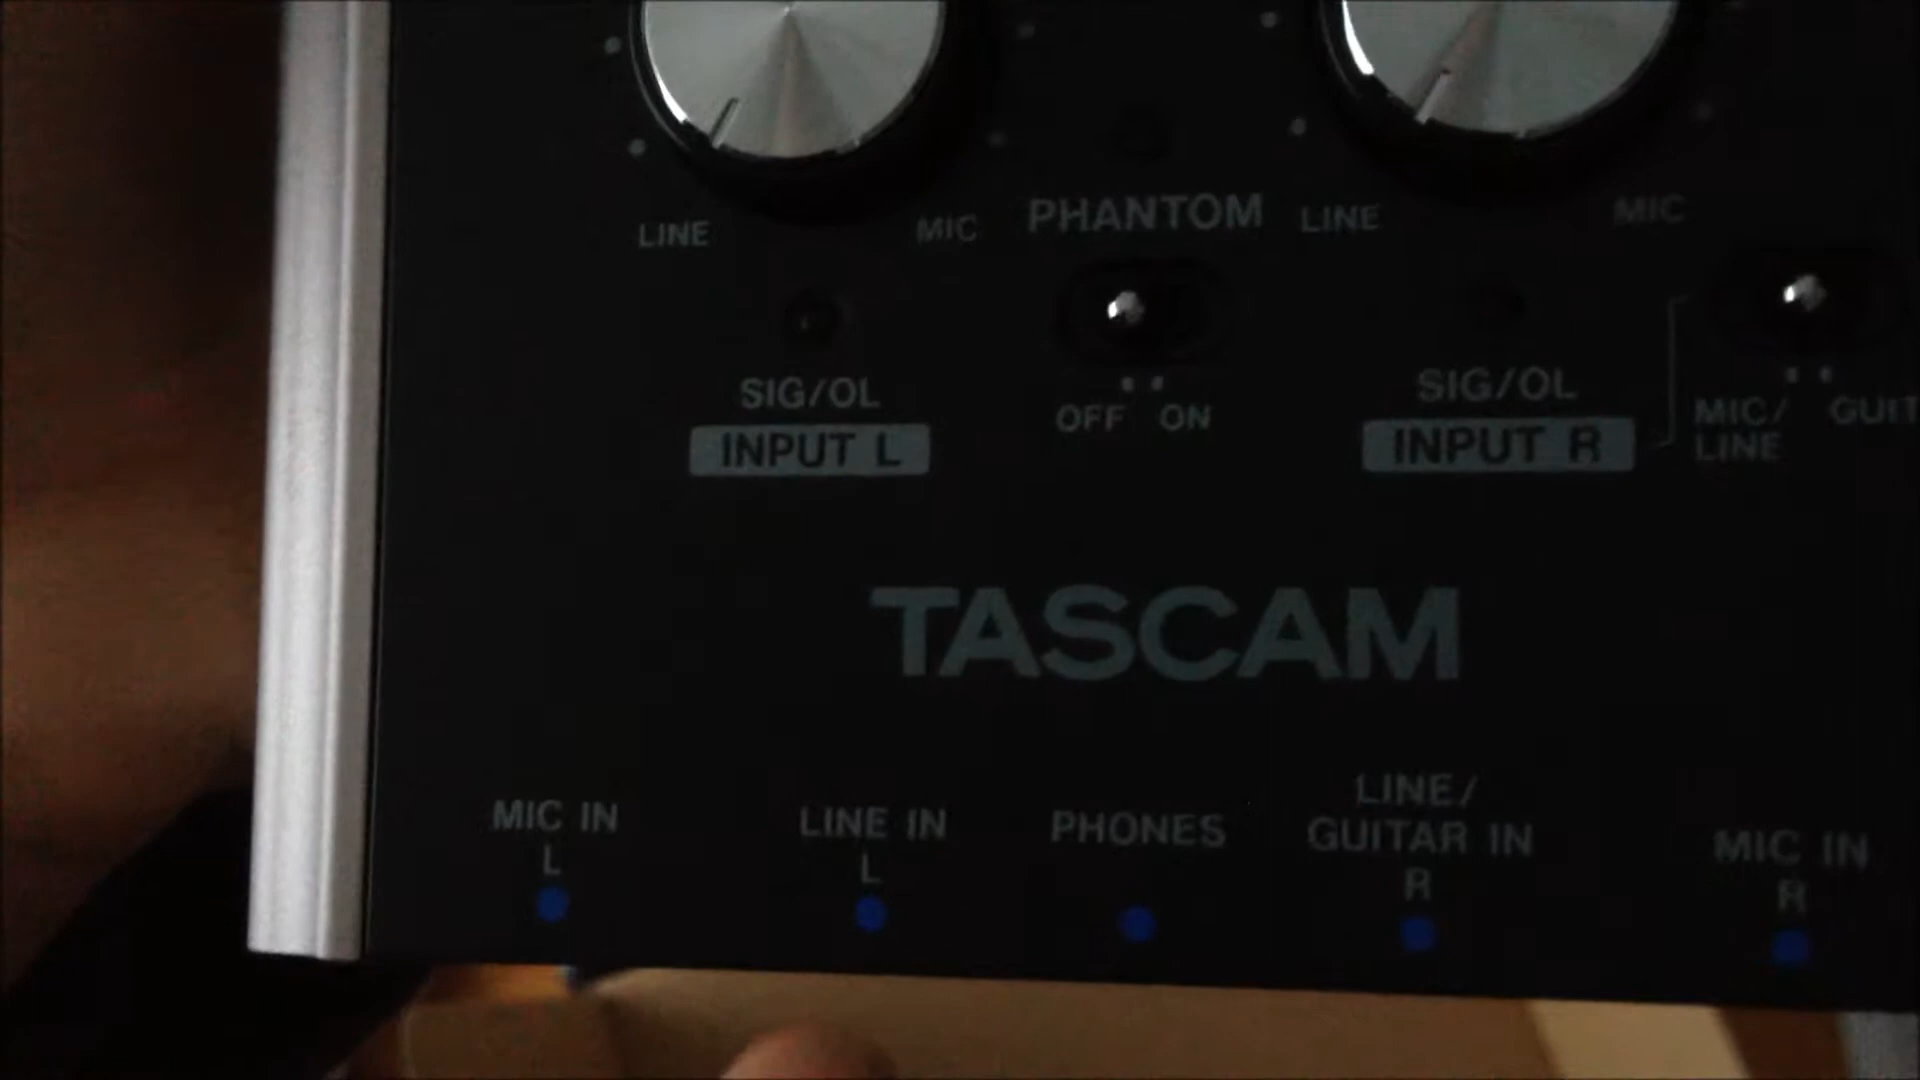 LINE MIC PHANTOM LINE MIC
SIG/OL
INPUT L
OFF ON
SIG/OL
INPUT R
MIC/ GUIT
LINE
TASCAM
MIC IN
L
LINE IN
L
PHONES
LINE/
GUITAR IN
R
MIC IN
R